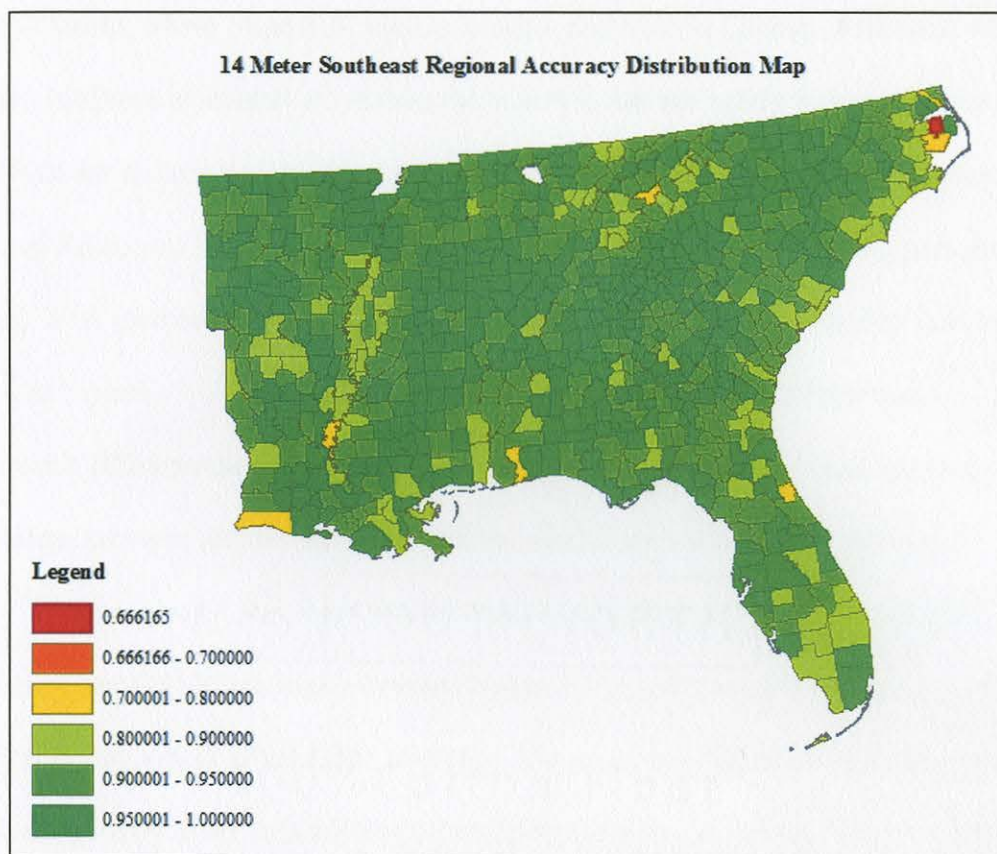 14 Meter Southeast Regional Accuracy Distribution Map
Legend
0.666165
0.666166 - 0.700000
0.700001 - 0.800000
0.800001 - 0.900000
0.900001 - 0.950000
0.950001 - 1.000000